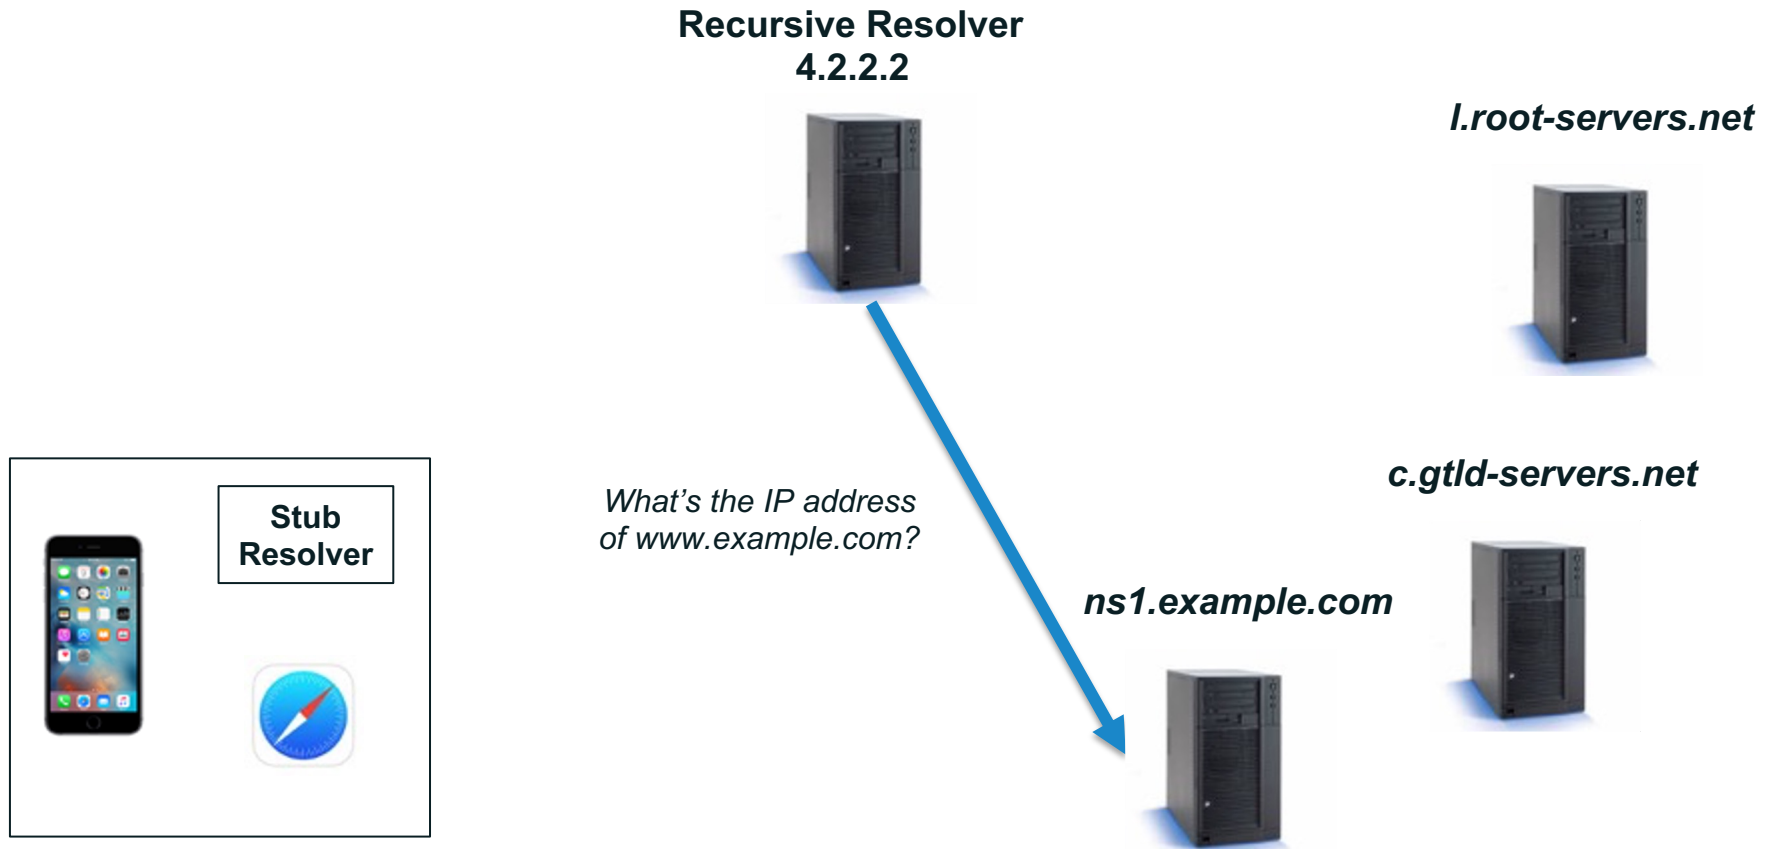 Recursive Resolver
4.2.2.2
l.root-servers.net
c.gtld-servers.net
Stub
Resolver
What’s the IP address
of www.example.com?
ns1.example.com